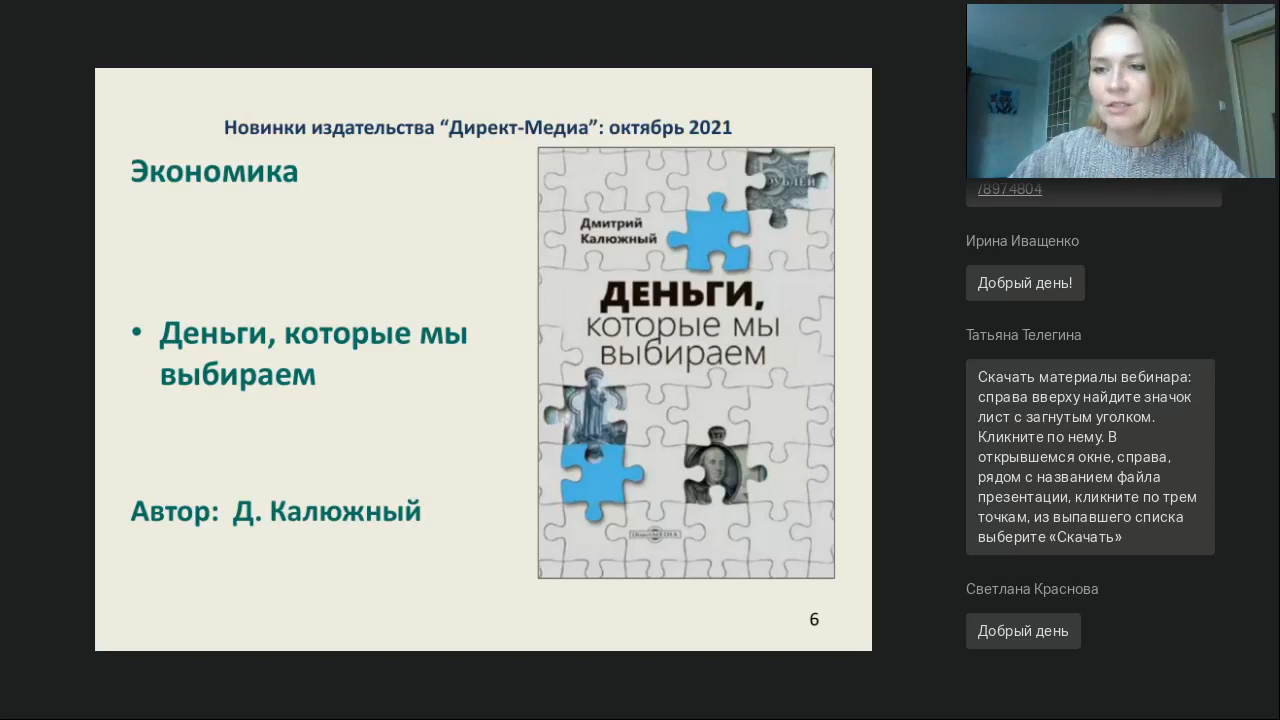 Новинки издательства “Директ-Медиа”: октябрь 2021
Экономика
• Деньги, которые мы
выбираем
Автор: Д. Калюжный
РУБЛЕЙ
Дмитрий
Калюжный
ДЕНЬГИ,
которые мы
выбираем
6
/8974804
Ирина Иващенко
Добрый день!
Татьяна Телегина
Скачать материалы вебинара:
справа вверху найдите значок
лист с загнутым уголком.
Кликните по нему. В
открывшемся окне, справа,
рядом с названием файла
презентации, кликните по трем
точкам, из выпавшего списка
выберите «Скачать»
Светлана Краснова
Добрый день